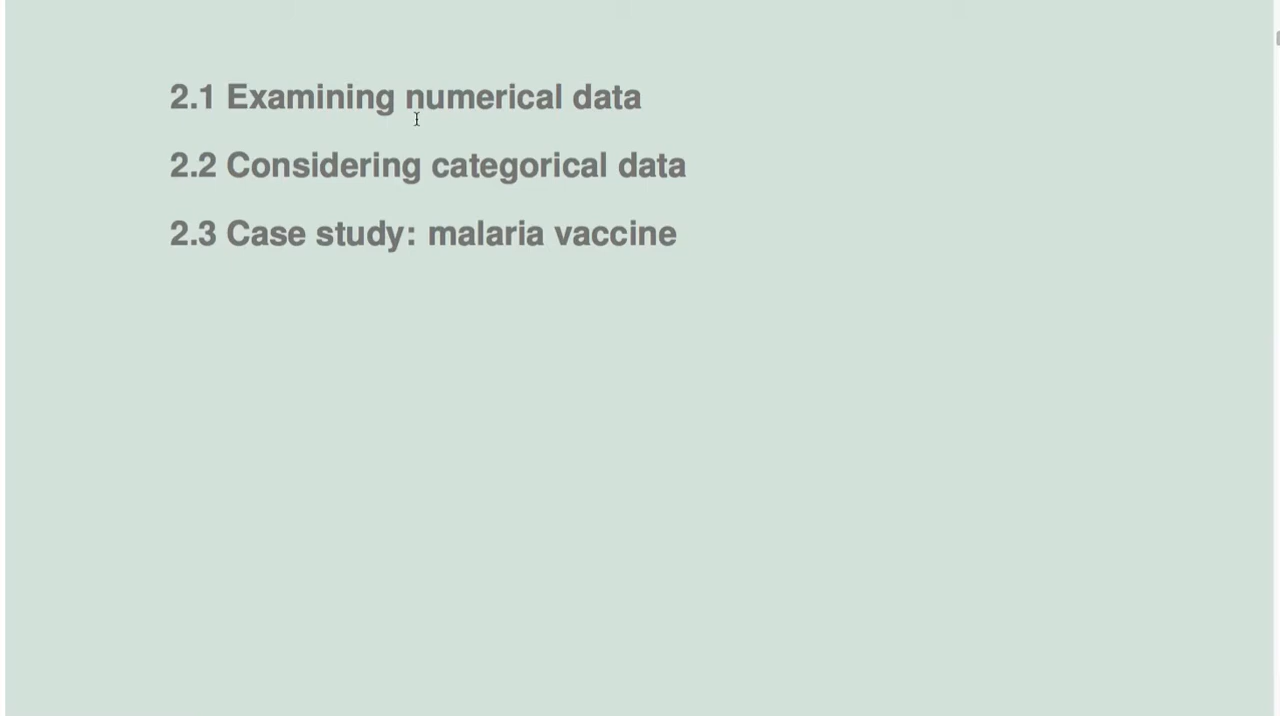 2.1 Examining numerical data
2.2 Considering categorical data
2.3 Case study: malaria vaccine